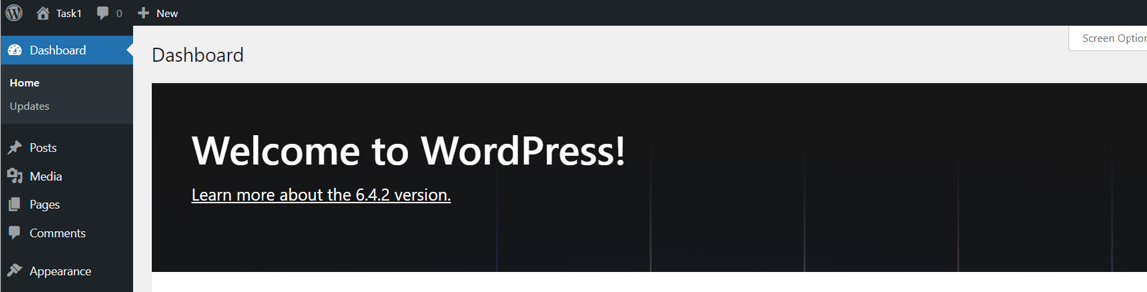 Task1 0 New
Screen Option
Dashboard
Dashboard
Home
Updates
Posts
Media
Pages
Comments
Appearance
Welcome to WordPress!
Learn more about the 6.4.2 version.